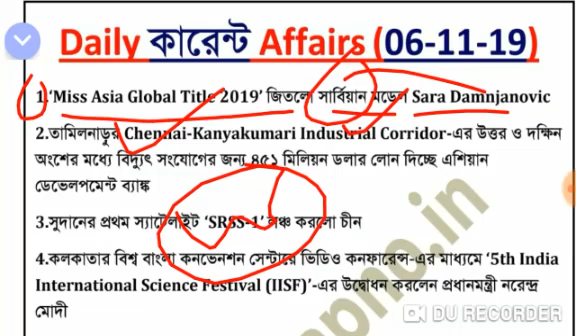 Daily কারেন্ট Affairs (06-11-19)
1.'Miss Asia Global Title 2019' জিতলো সার্বিয়ান মডেল Sara Damnjanovic
2.তামিলনাড়ুর Chennai-Kanyakumari Industrial Corridor-এর উত্তর ও দক্ষিন
অংশের মধ্যে বিদ্যুৎ সংযোগের জন্য ৪৫১ মিলিয়ন ডলার লোন দিচ্ছে এশিয়ান
ডেভেলপমেন্ট ব্যাঙ্ক
3.সুদানের প্রথম স্যাটেলাইট 'SRSS-1' লঞ্চ করলো চীন
4.কলকাতার বিশ্ব বাংলা কনভেনশন সেন্টারে ভিডিও কনফারেন্স-এর মাধ্যমে '5th India
International Science Festival (IISF)'-এর উদ্বোধন করলেন প্রধানমন্ত্রী নরেন্দ্র
মোদী
DU RECORDER